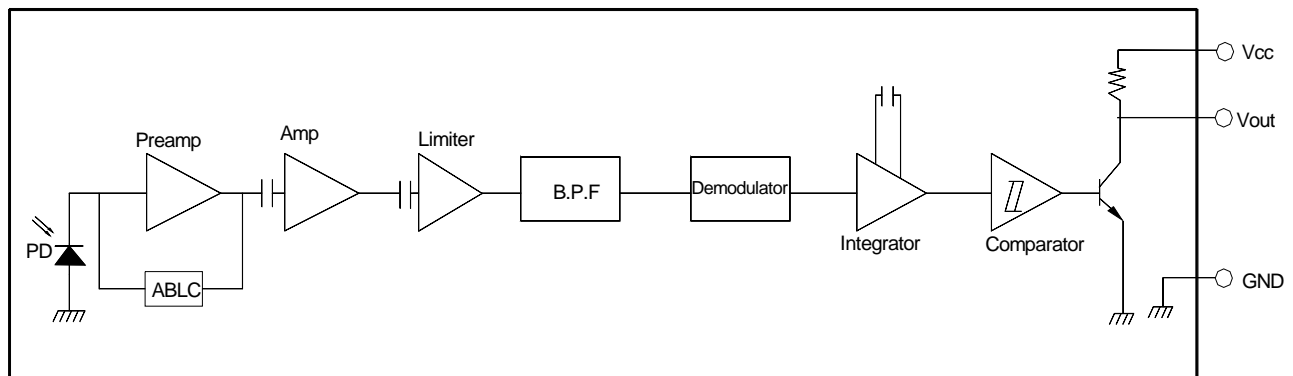 Vcc
Vout
Preamp
Amp
Limiter
B.P.F
Demodulator
Integrator
Comparator
PD
ABLC
GND